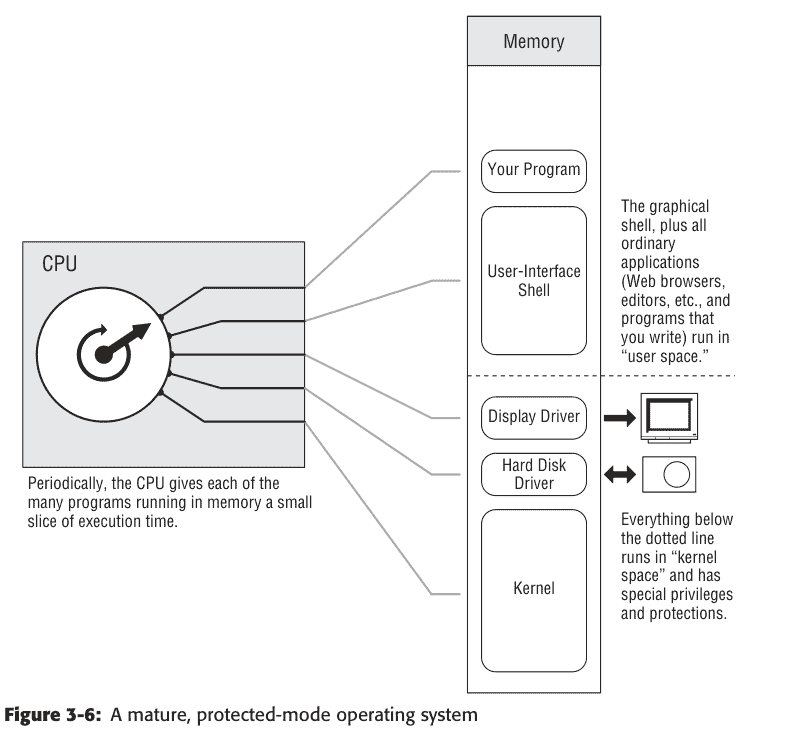 Memory
Your Program
User-Interface
Shell
The graphical
shell, plus all
ordinary
applications
(Web browsers,
editors, etc., and
programs that
you write) run in
“user space.”
CPU
Periodically, the CPU gives each of the
many programs running in memory a small
slice of execution time.
Display Driver
Hard Disk
Driver
Kernel
Everything below
the dotted line
runs in “kernel
space” and has
special privileges
and protections.
Figure 3-6: A mature, protected-mode operating system